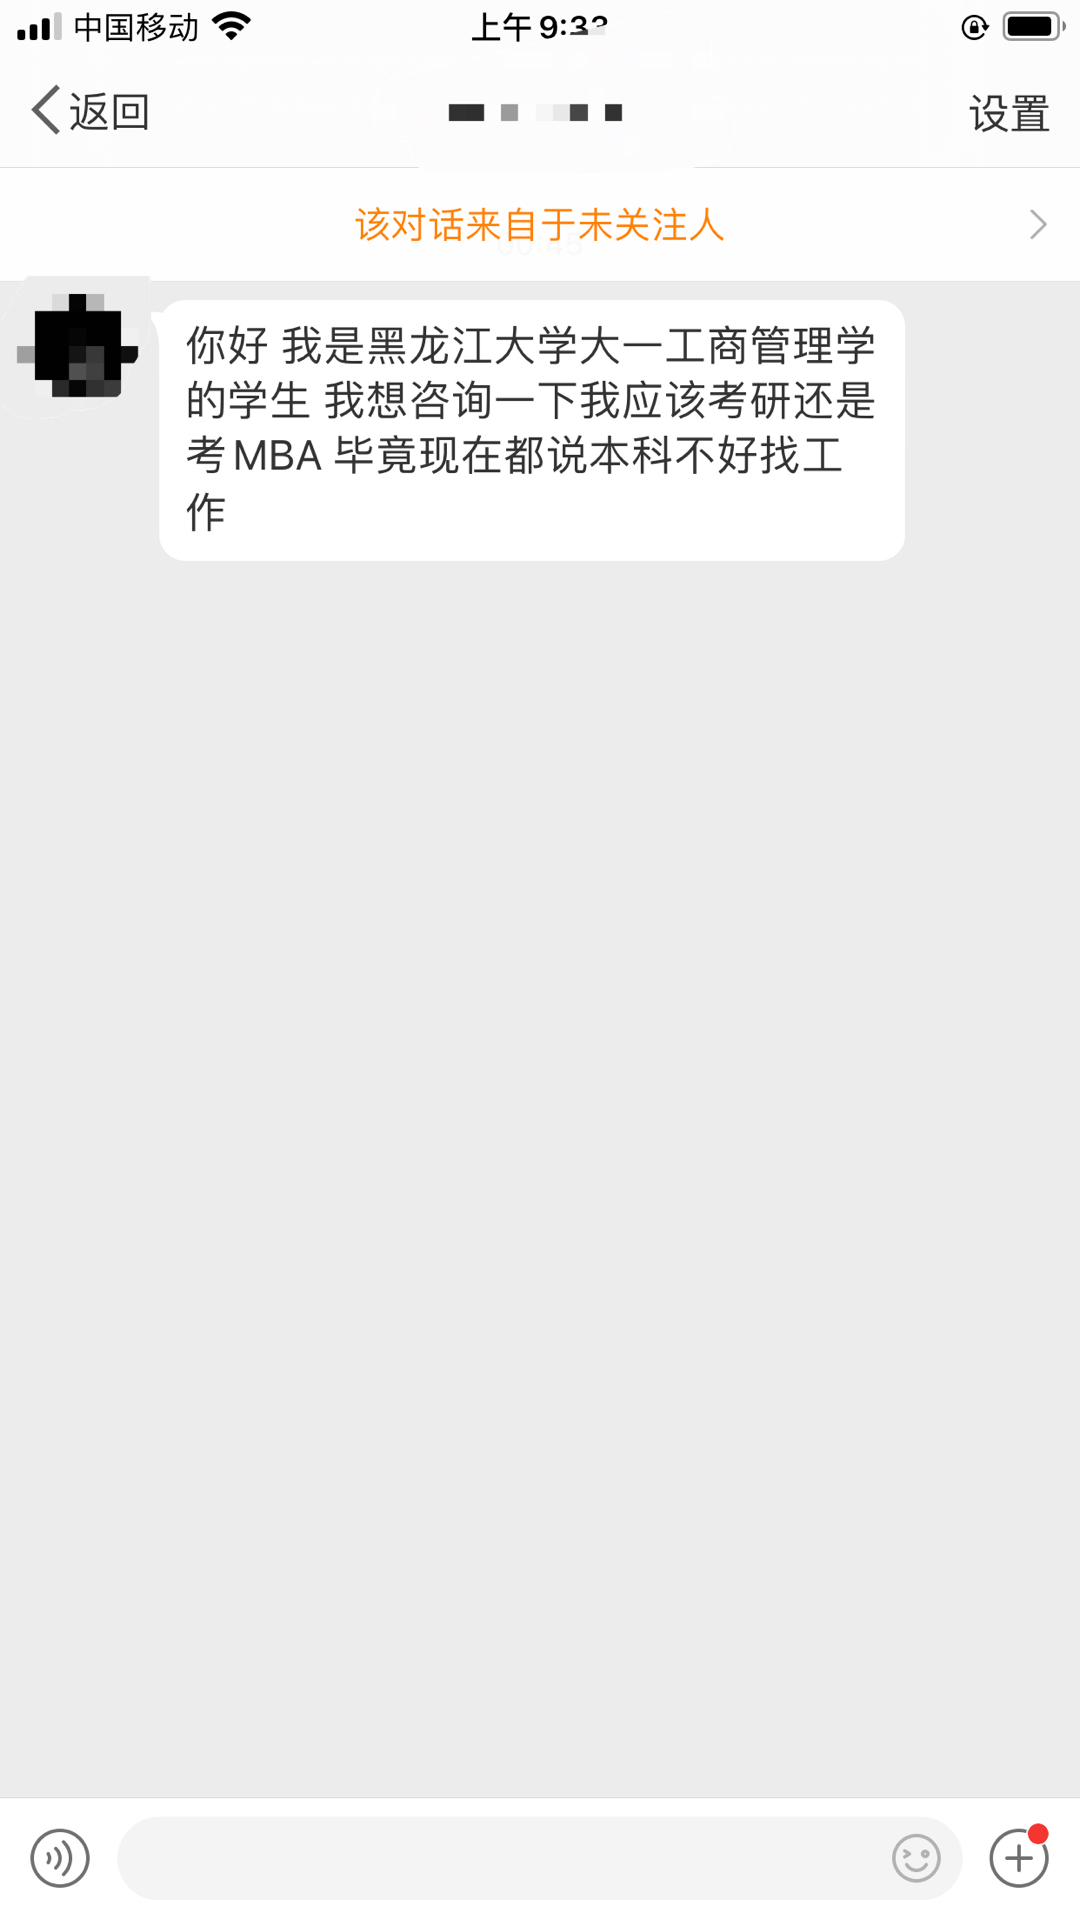 中国移动
上午 9:33
返回
设置
该对话来自于未关注人
你好 我是黑龙江大学大一工商管理学
的学生 我想咨询一下我应该考研还是
考MBA 毕竟现在都说本科不好找工
作